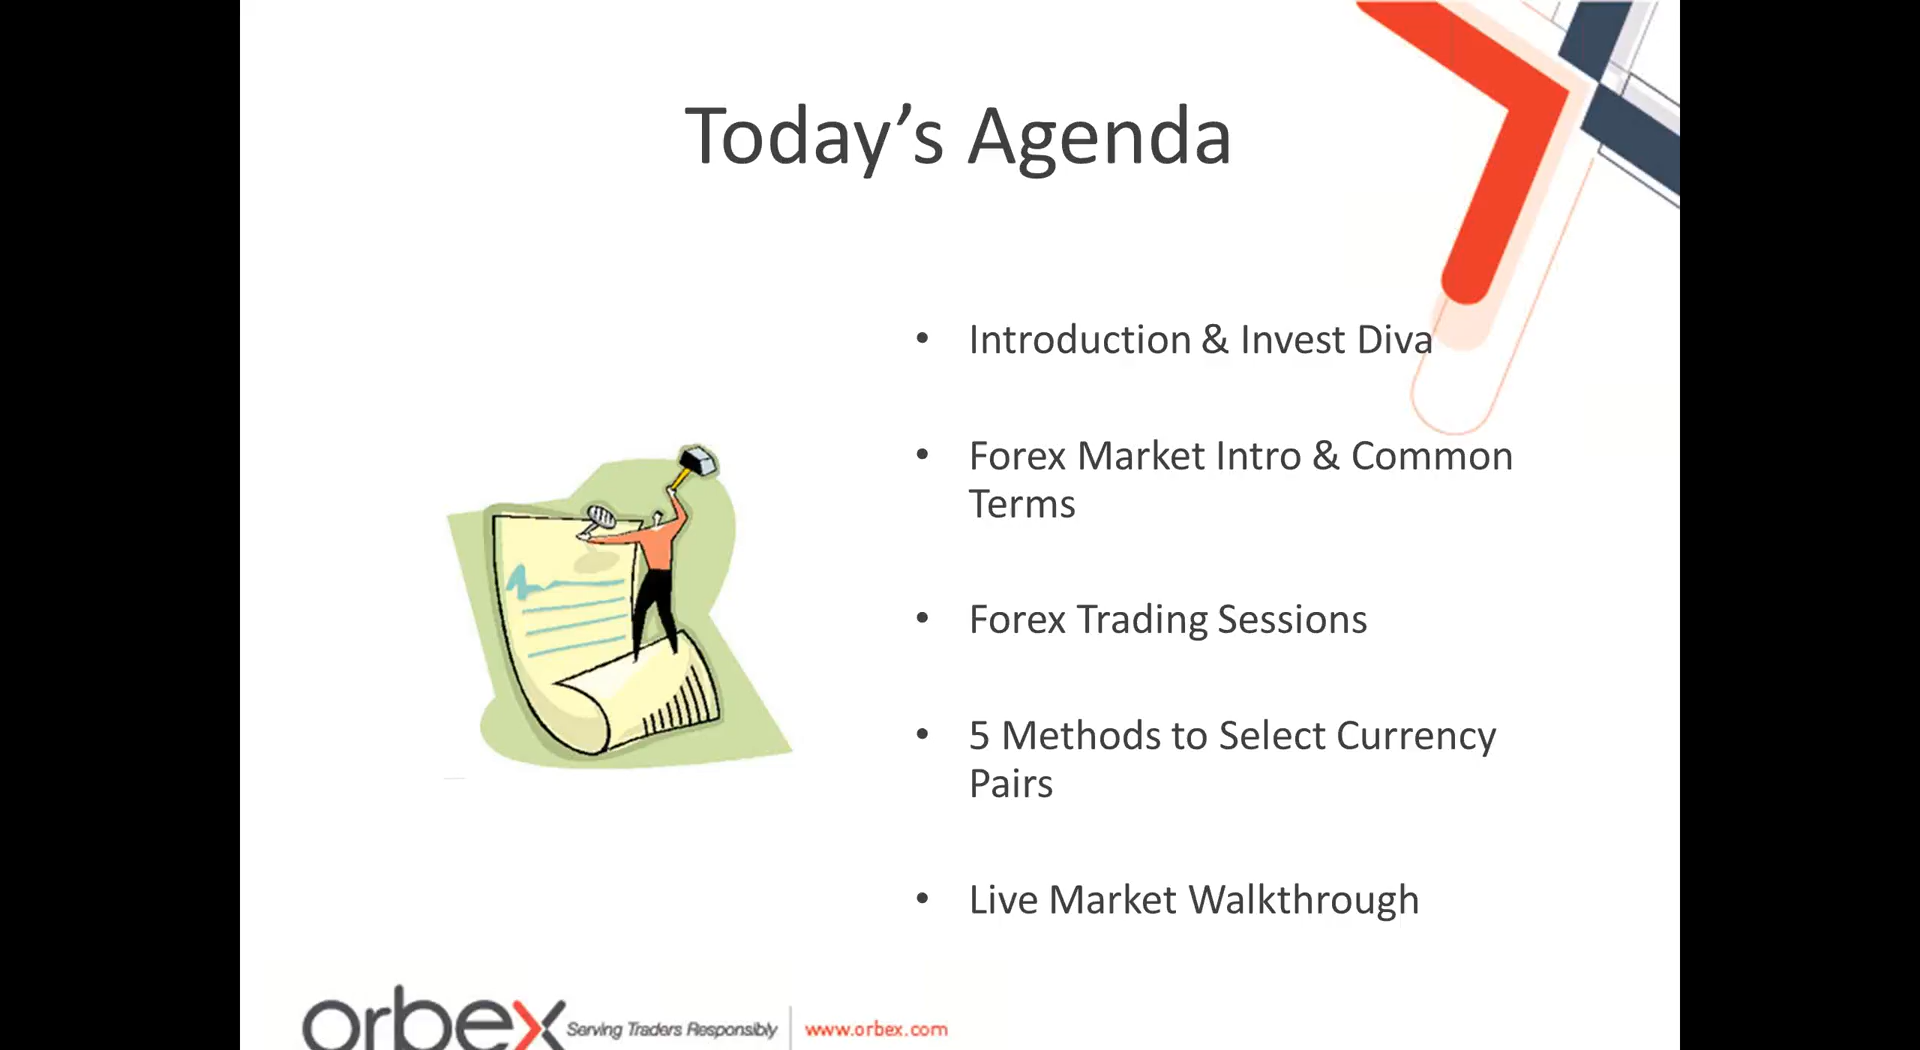 Today’s Agenda
• Introduction & Invest Diva
• Forex Market Intro & Common
Terms
• Forex Trading Sessions
• 5 Methods to Select Currency
Pairs
• Live Market Walkthrough
orbex Serving Traders Responsibly www.orbex.com